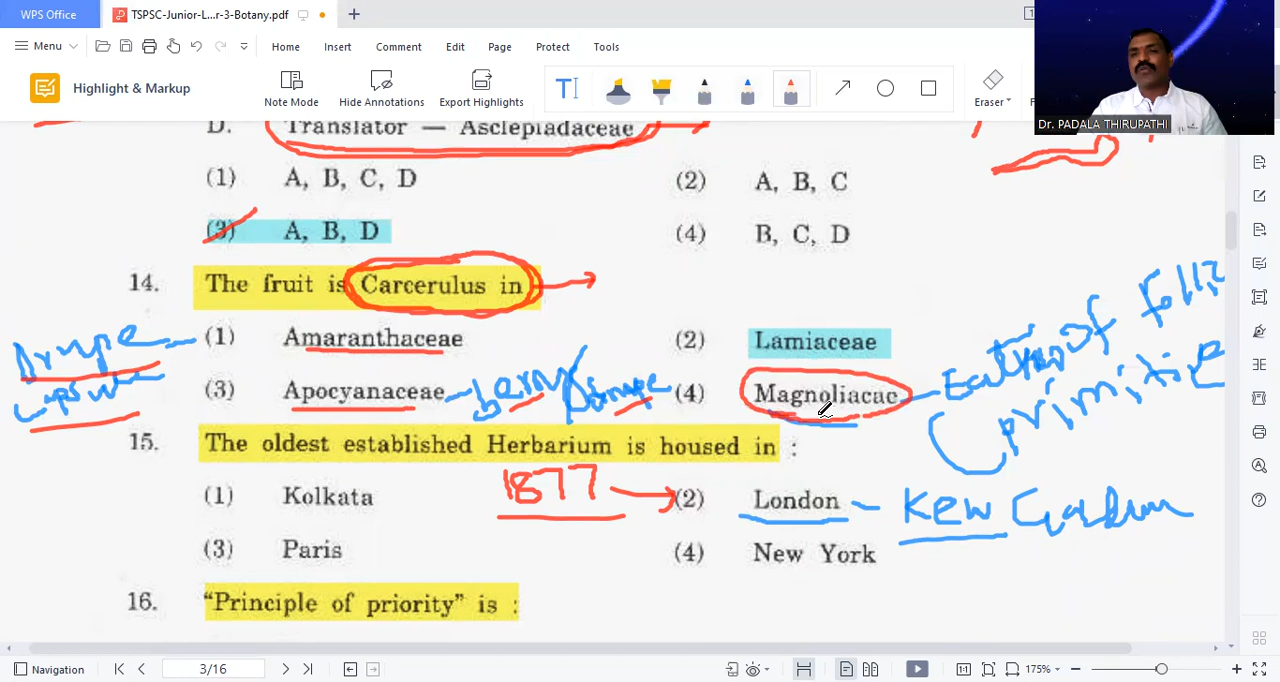 WPS Office
TSPSC-Junior-L...r-3-Botany.pdf
Menu
Home Insert Comment Edit Page Protect Tools
Highlight & Markup
Note Mode Hide Annotations Export Highlights Eraser
Dr. PADALA THIRUPATHI
D. Translator — Asclepiadaceae
(1) A, B, C, D (2) A, B, C
(3) A, B, D (4) B, C, D
14. The fruit is Carcerulus in
Drupe (1) Amaranthaceae (2) Lamiaceae
Capsule (3) Apocyanaceae berry Drupe (4) Magnoliacae
primitive
15. The oldest established Herbarium is housed in :
(1) Kolkata 1877 (2) London Kew Garden
(3) Paris (4) New York
16. "Principle of priority" is :
Navigation 3/16 175%